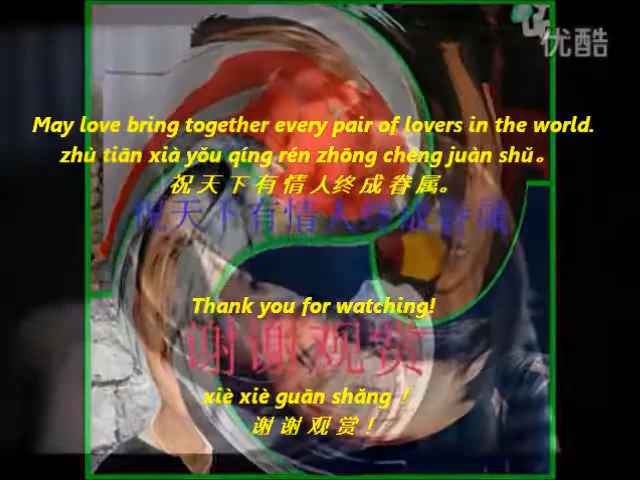 优酷
May love bring together every pair of lovers in the world.
zhù tiān xià yǒu qíng rén zhōng chéng juàn shǔ。
祝 天 下 有 情 人 终 成 眷 属。
祝天下有情人终成眷属
Thank you for watching!
谢谢观赏
xiè xiè guān shǎng ！
谢 谢 观 赏！